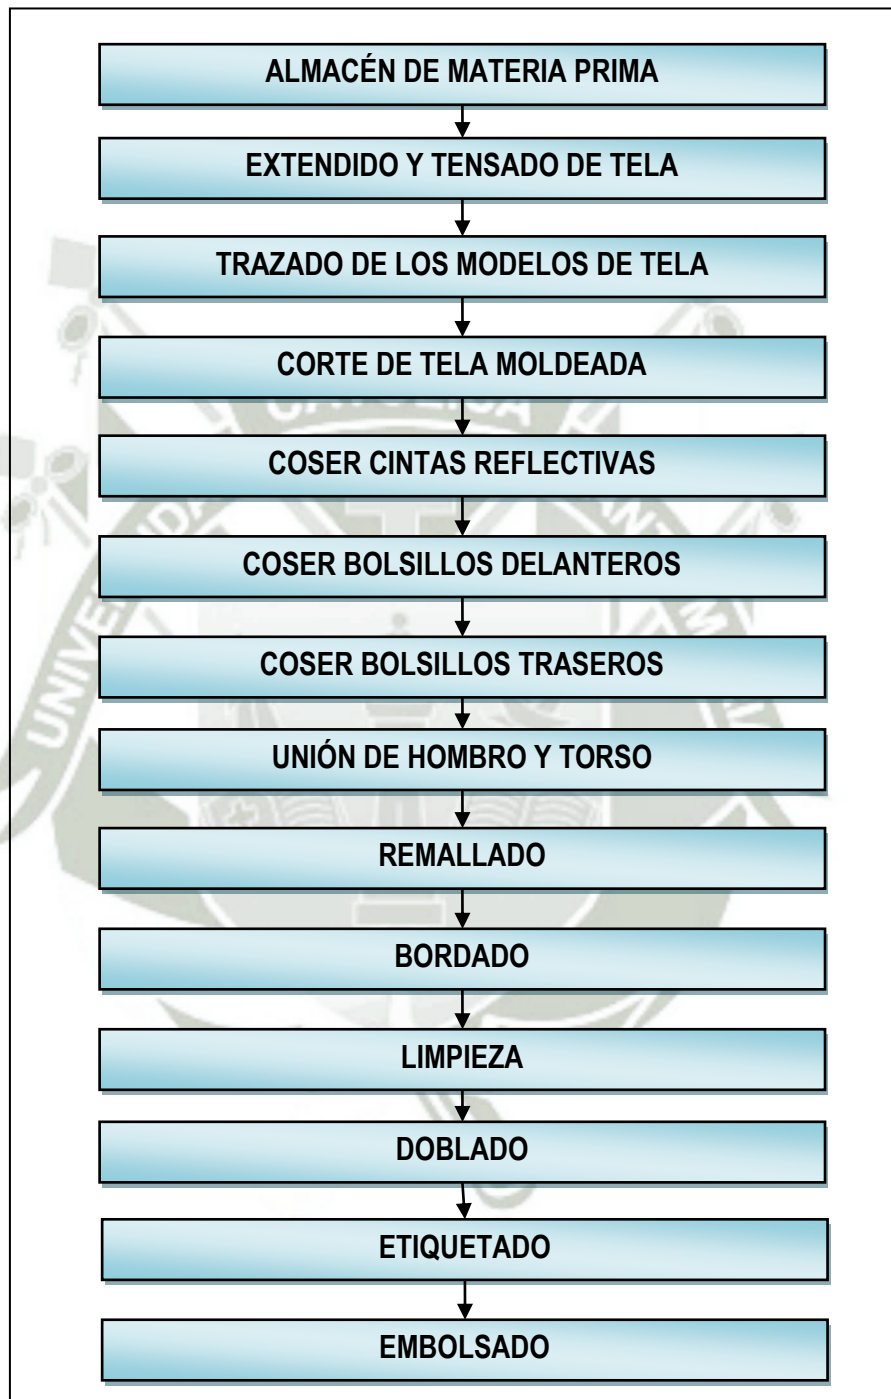 ALMACÉN DE MATERIA PRIMA
EXTENDIDO Y TENSADO DE TELA
TRAZADO DE LOS MODELOS DE TELA
CORTE DE TELA MOLDEADA
COSER CINTAS REFLECTIVAS
COSER BOLSILLOS DELANTEROS
COSER BOLSILLOS TRASEROS
UNIÓN DE HOMBRO Y TORSO
REMALLADO
BORDADO
LIMPIEZA
DOBLADO
ETIQUETADO
EMBOLSADO